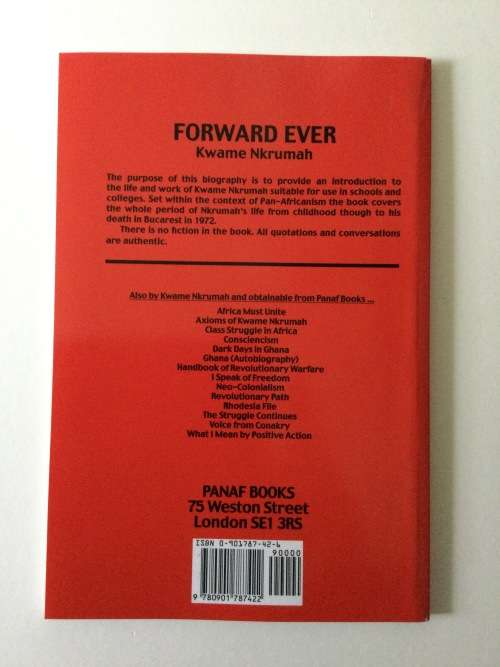 FORWARD EVER
Kwame Nkrumah
The purpose of this biography is to provide an introduction to
the life and work of Kwame Nkrumah suitable for use in schools and
colleges. Set within the context of Pan-Africanism the book covers
the whole period of Nkrumah's life from childhood though to his
death in Bucarest in 1972.
There is no fiction in the book. All quotations and conversations
are authentic.
Also by Kwame Nkrumah and obtainable from Panaf Books ...
Africa Must Unite
Axioms of Kwame Nkrumah
Class Struggle in Africa
Consciencism
Dark Days in Ghana
Ghana (Autobiography)
Handbook of Revolutionary Warfare
I Speak of Freedom
Neo-Colonialism
Revolutionary Path
Rhodesia File
The Struggle Continues
Voice from Conakry
What I Mean by Positive Action
PANAF BOOKS
75 Weston Street
London SE1 3RS
ISBN 0-901787-42-6
90000
9 780901 787422